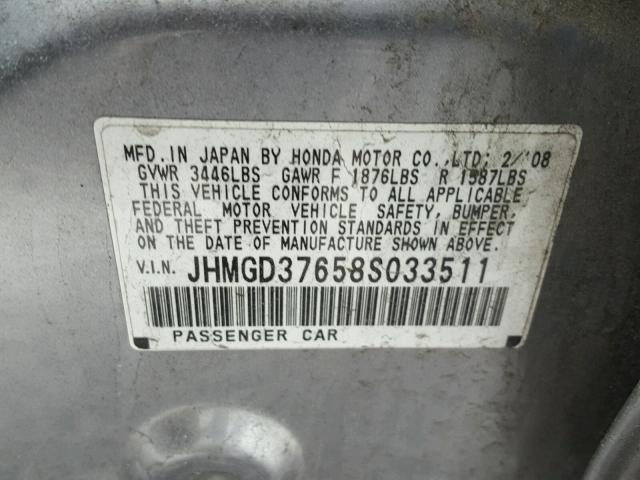 MFD.IN JAPAN BY HONDA MOTOR CO.,LTD; 2/'08
GVWR 3446LBS GAWR F 1876LBS R 1587LBS
THIS VEHICLE CONFORMS TO ALL APPLICABLE
FEDERAL MOTOR VEHICLE SAFETY, BUMPER,
AND THEFT PREVENTION STANDARDS IN EFFECT
ON THE DATE OF MANUFACTURE SHOWN ABOVE.
V.I.N. JHMGD37658S033511
PASSENGER CAR